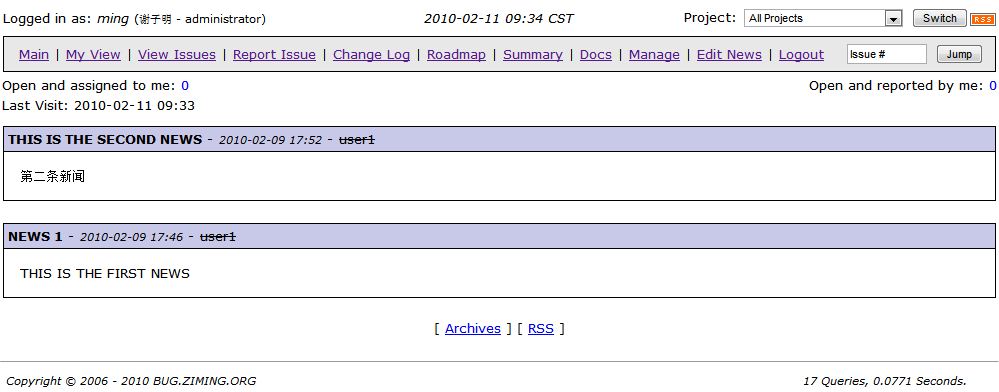 Logged in as: ming (谢子明 - administrator) 2010-02-11 09:34 CST Project: All Projects Switch RSS
Main | My View | View Issues | Report Issue | Change Log | Roadmap | Summary | Docs | Manage | Edit News | Logout Issue # Jump
Open and assigned to me: 0 Open and reported by me: 0
Last Visit: 2010-02-11 09:33
THIS IS THE SECOND NEWS - 2010-02-09 17:52 - user1
第二条新闻
NEWS 1 - 2010-02-09 17:46 - user1
THIS IS THE FIRST NEWS
[ Archives ] [ RSS ]
Copyright © 2006 - 2010 BUG.ZIMING.ORG 17 Queries, 0.0771 Seconds.